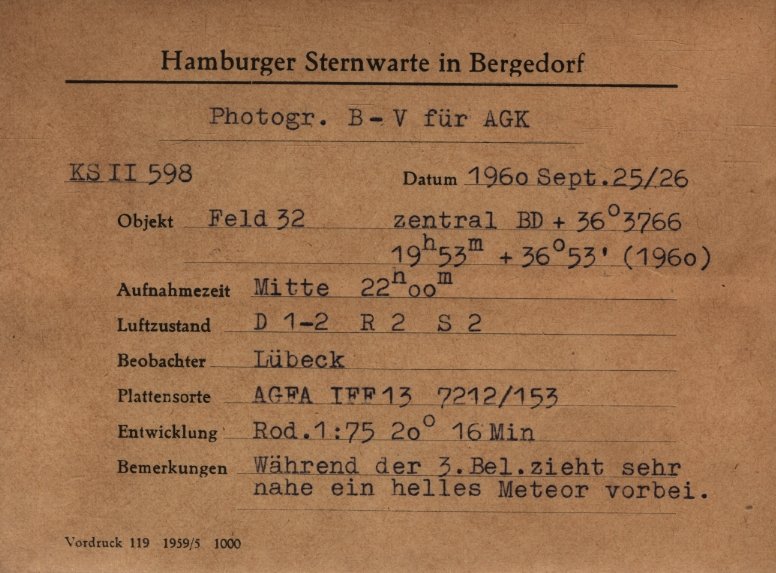 Hamburger Sternwarte in Bergedorf
Photogr. B-V für AGK
KS II 598 Datum 1960 Sept.25/26
Objekt Feld 32 zentral BD + 36°3766
19ʰ53ᵐ + 36°53' (1960)
Aufnahmezeit Mitte 22ʰ00ᵐ
Luftzustand D 1-2 R 2 S 2
Beobachter Lübeck
Plattensorte AGFA IFF 13 7212/153
Entwicklung Rod.1:75 20° 16 Min
Bemerkungen Während der 3.Bel.zieht sehr
nahe ein helles Meteor vorbei.
Vordruck 119 1959/5 1000